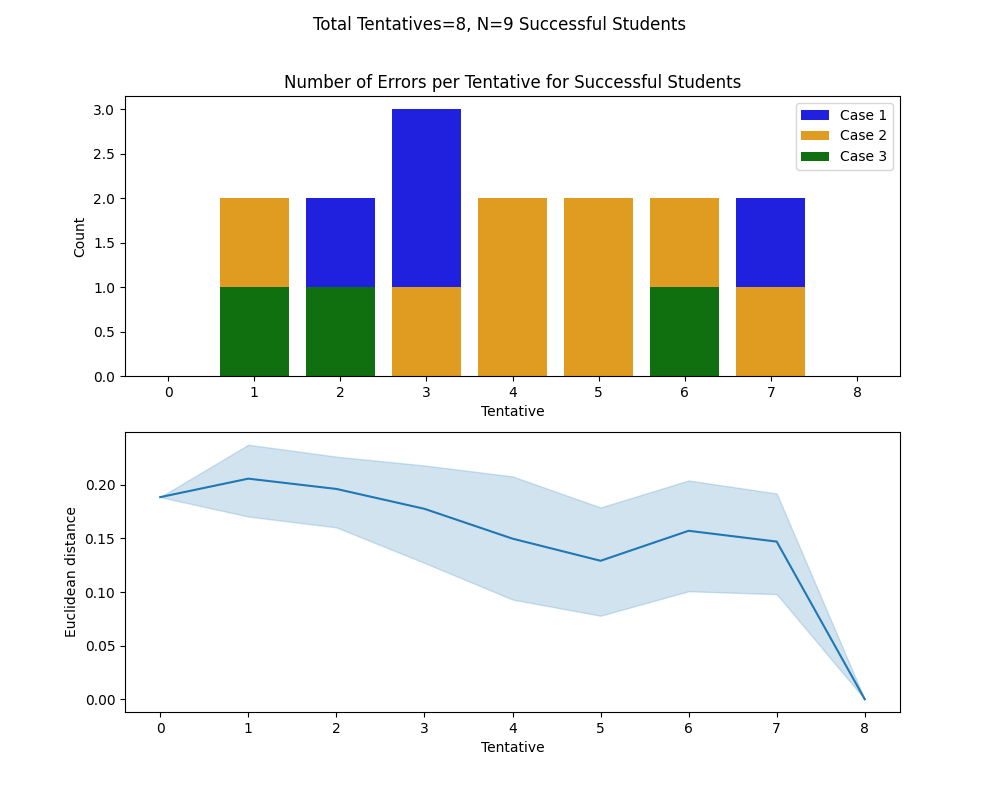 Total Tentatives=8, N=9 Successful Students
Number of Errors per Tentative for Successful Students
3.0
2.5
2.0
1.5
1.0
0.5
0.0
Count
Case 1
Case 2
Case 3
0 1 2 3 4 5 6 7 8
Tentative
0.20
0.15
0.10
0.05
0.00
Euclidean distance
0 1 2 3 4 5 6 7 8
Tentative